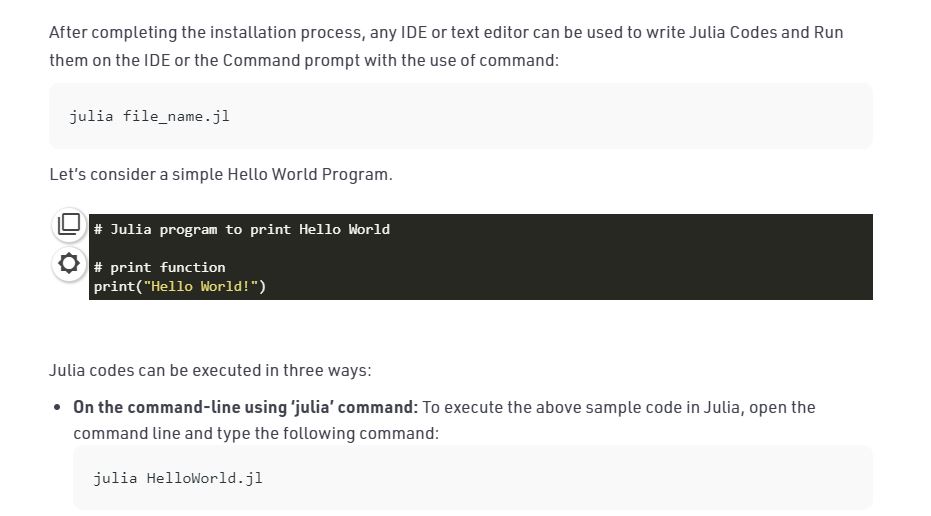 After completing the installation process, any IDE or text editor can be used to write Julia Codes and Run
them on the IDE or the Command prompt with the use of command:
julia file_name.jl
Let’s consider a simple Hello World Program.
# Julia program to print Hello World
# print function
print("Hello World!")
Julia codes can be executed in three ways:
• On the command-line using ‘julia’ command: To execute the above sample code in Julia, open the
command line and type the following command:
julia HelloWorld.jl